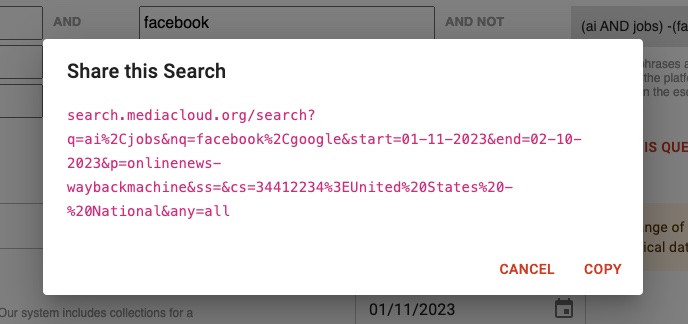 AND
facebook
AND NOT
(ai AND jobs) -(fa
Share this Search
search.mediacloud.org/search?
q=ai%2Cjobs&nq=facebook%2Cgoogle&start=01-11-2023&end=02-10-
2023&p=onlinenews-
waybackmachine&ss=&cs=34412234%3EUnited%20States%20-
%20National&any=all
CANCEL
COPY
phrases a
the platfo
n the esc
IS QUE
nge of
ical dat
Our system includes collections for a
01/11/2023